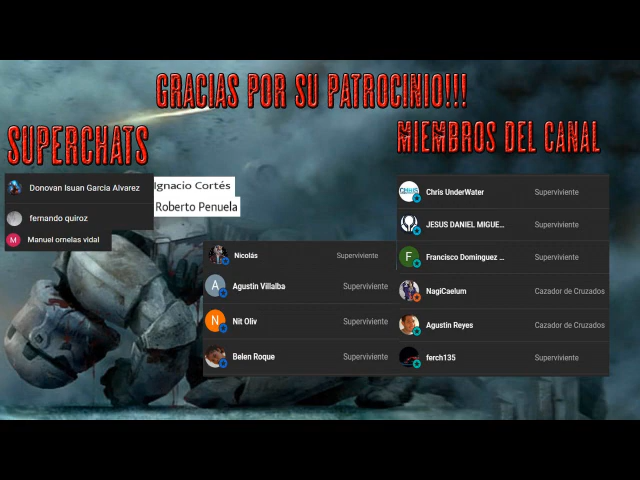 GRACIAS POR SU PATROCINIO!!!
SUPERCHATS
Donovan Isuan Garcia Alvarez
fernando quiroz
M Manuel ornelas vidal
Ignacio Cortés
Roberto Penuela
MIEMBROS DEL CANAL
Nicolás Superviviente
A Agustin Villalba Superviviente
N Nit Oliv Superviviente
Belen Roque Superviviente
Chris UnderWater Superviviente
JESUS DANIEL MIGUE... Superviviente
F Francisco Dominguez ... Superviviente
NagiCaelum Cazador de Cruzados
Agustin Reyes Cazador de Cruzados
ferch135 Superviviente